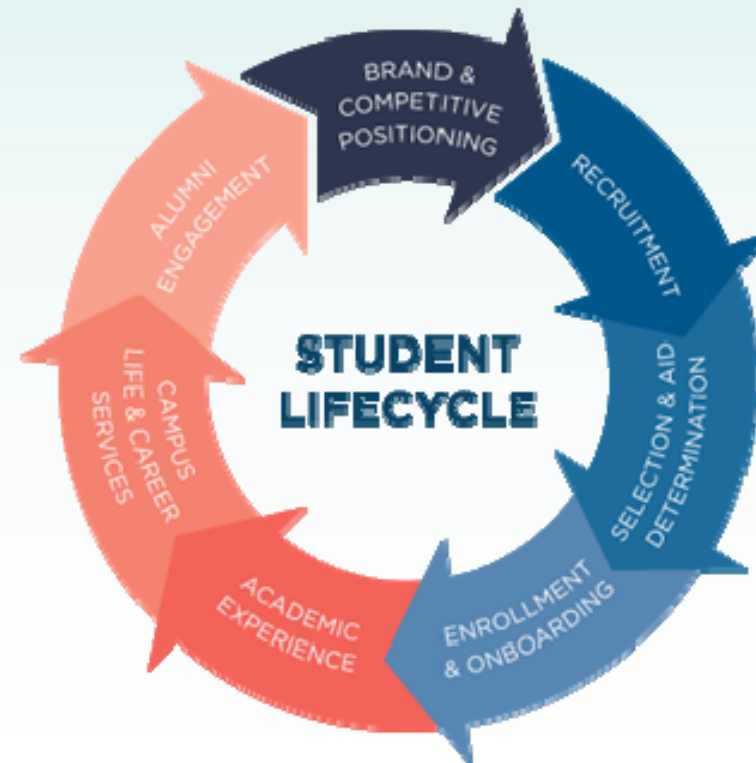 BRAND &
COMPETITIVE
POSITIONING
RECRUITMENT
SELECTION & AID
DETERMINATION
ENROLLMENT
& ONBOARDING
ACADEMIC
EXPERIENCE
CAMPUS
LIFE & CAREER
SERVICES
ALUMNI
ENGAGEMENT
STUDENT
LIFECYCLE